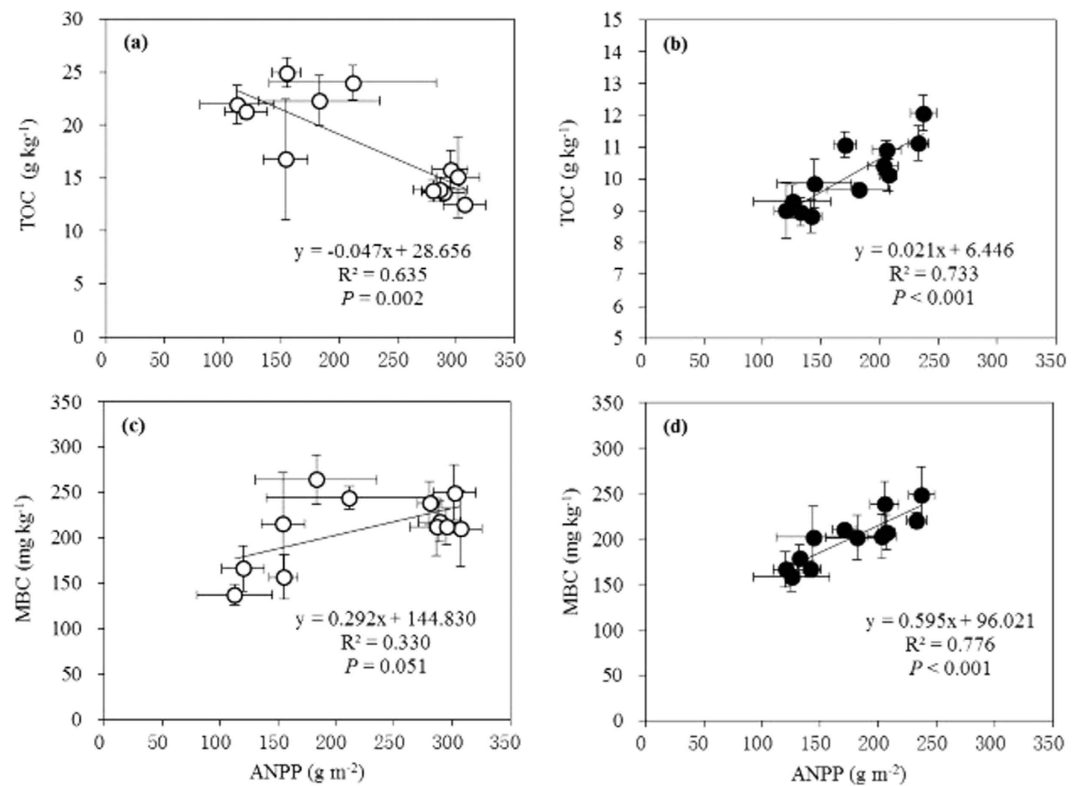 (a)
TOC (g kg-1)
30
25
20
15
10
5
0
y = -0.047x + 28.656
R² = 0.635
P = 0.002
0 50 100 150 200 250 300 350
(b)
TOC (g kg-1)
15
14
13
12
11
10
9
8
7
6
5
y = 0.021x + 6.446
R² = 0.733
P < 0.001
0 100 150 200 250 300 350
(c)
MBC (mg kg-1)
350
300
250
200
150
100
50
0
y = 0.292x + 144.830
R² = 0.330
P = 0.051
0 50 100 150 200 250 300 350
ANPP (g m-2)
(d)
MBC (mg kg-1)
350
300
250
200
150
100
50
0
y = 0.595x + 96.021
R² = 0.776
P < 0.001
0 100 150 200 250 300 350
ANPP (g m-2)